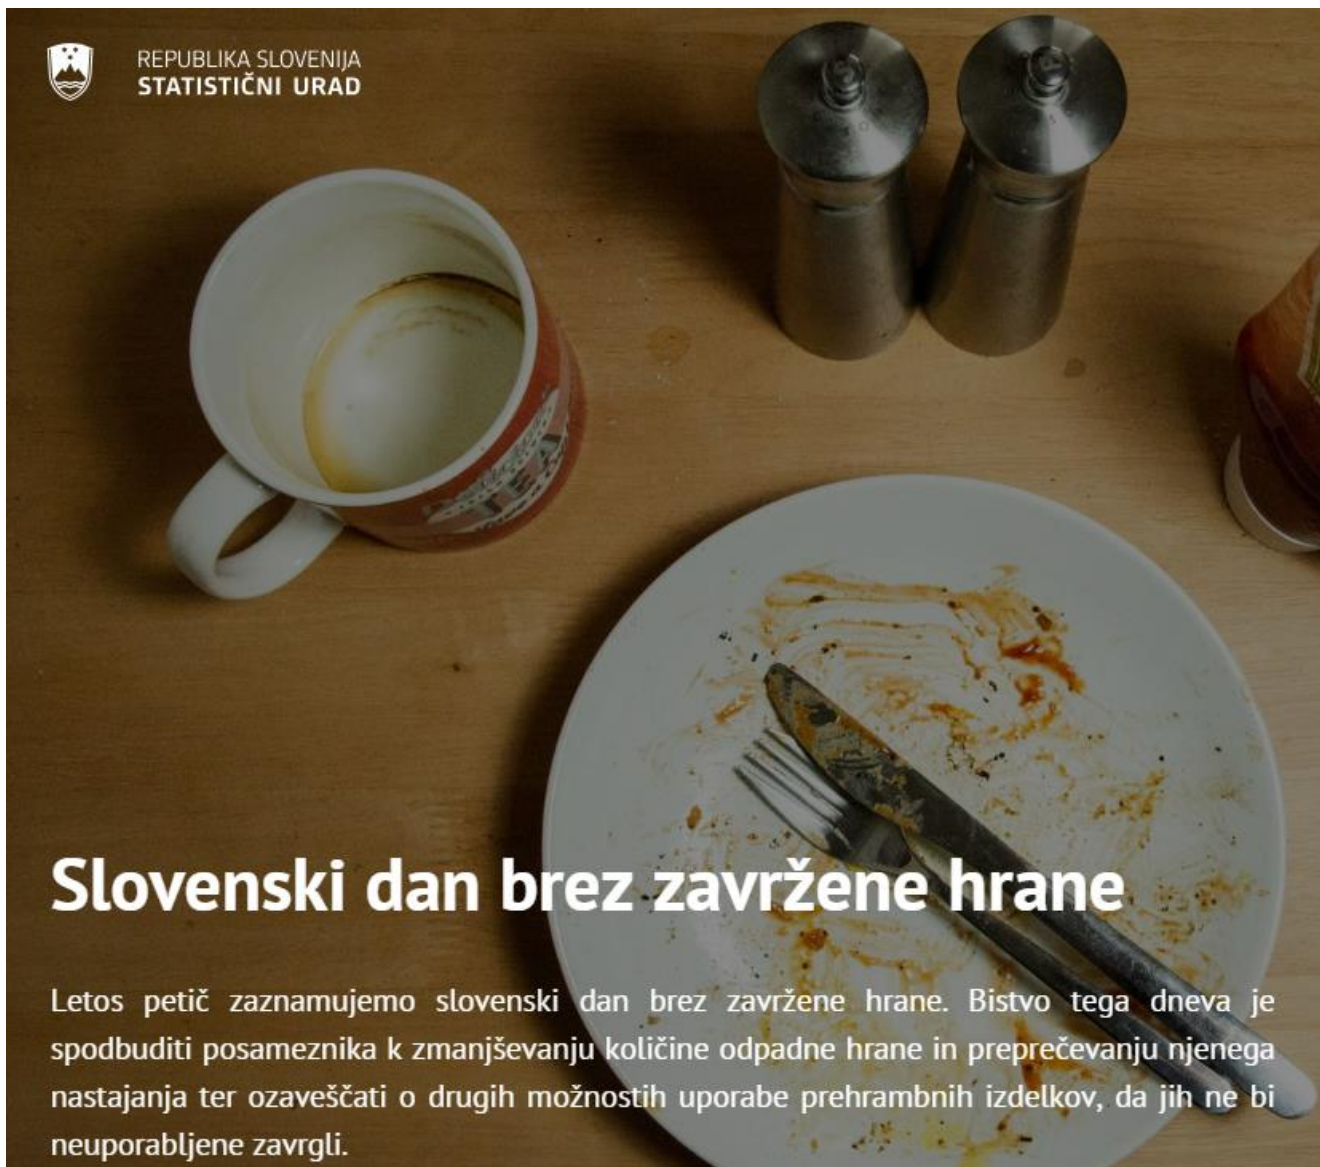 REPUBLIKA SLOVENIJA
STATISTIČNI URAD
Slovenski dan brez zavržene hrane
Letos petič zaznamujemo slovenski dan brez zavržene hrane. Bistvo tega dneva je
spodbuditi posameznika k zmanjševanju količine odpadne hrane in preprečevanju njenega
nastajanja ter ozaveščati o drugih možnostih uporabe prehrambnih izdelkov, da jih ne bi
neuporabljene zavrgli.